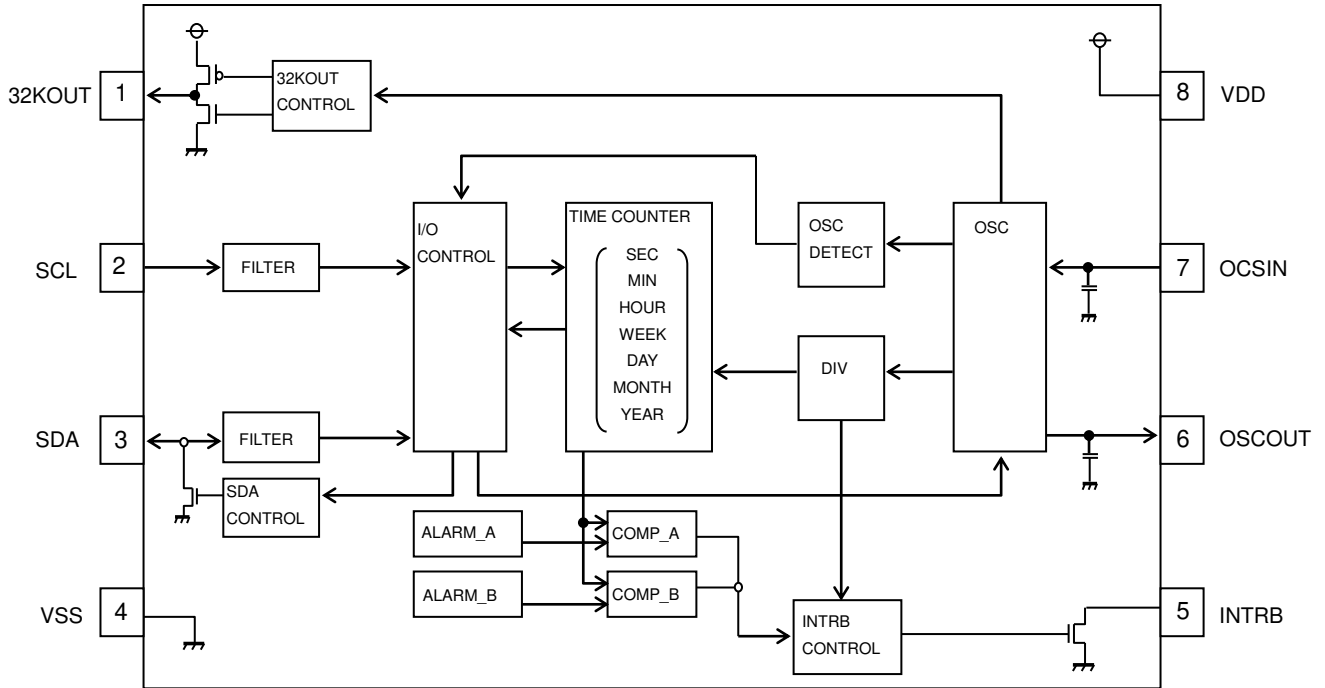 32KOUT
1
32KOUT
CONTROL
8
VDD
SCL
2
FILTER
I/O
CONTROL
TIME COUNTER
SEC
MIN
HOUR
WEEK
DAY
MONTH
YEAR
OSC
DETECT
OSC
7
OCSIN
DIV
SDA
3
FILTER
6
OSCOUT
SDA
CONTROL
ALARM_A
COMP_A
ALARM_B
COMP_B
VSS
4
INTRB
CONTROL
5
INTRB